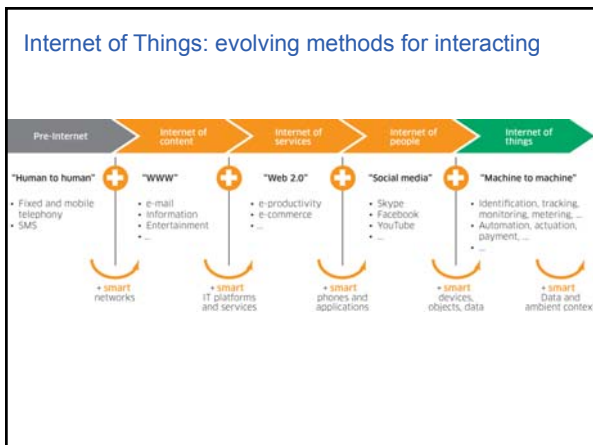 Internet of Things: evolving methods for interacting
Pre-Internet
Internet of
content
Internet of
services
Internet of
people
Internet of
things
"Human to human"
"WWW"
"Web 2.0"
"Social media"
"Machine to machine"
• Fixed and mobile
telephony
• SMS
• e-mail
• Information
• Entertainment
• ...
• e-productivity
• e-commerce
• ...
• Skype
• Facebook
• YouTube
• ...
• Identification, tracking,
monitoring, metering, ...
• Automation, actuation,
payment, ...
• ...
+ smart
networks
+ smart
IT platforms
and services
+ smart
phones and
applications
+ smart
devices,
objects, data
+ smart
Data and
ambient contex